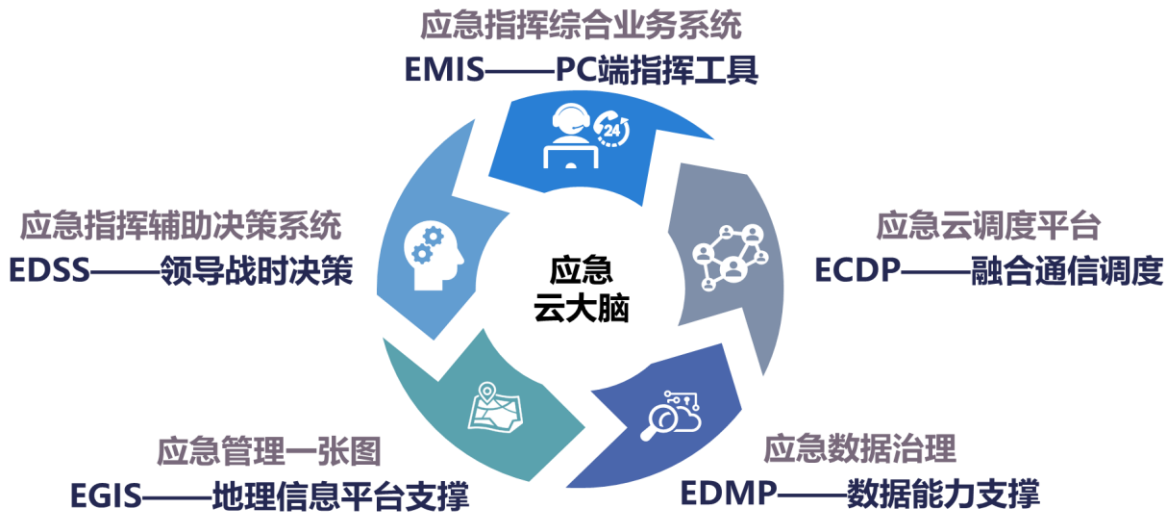 应急指挥综合业务系统
EMIS——PC端指挥工具
24
应急指挥辅助决策系统
EDSS——领导战时决策
应急云调度平台
ECDP——融合通信调度
应急
云大脑
应急管理一张图
EGIS——地理信息平台支撑
应急数据治理
EDMP——数据能力支撑